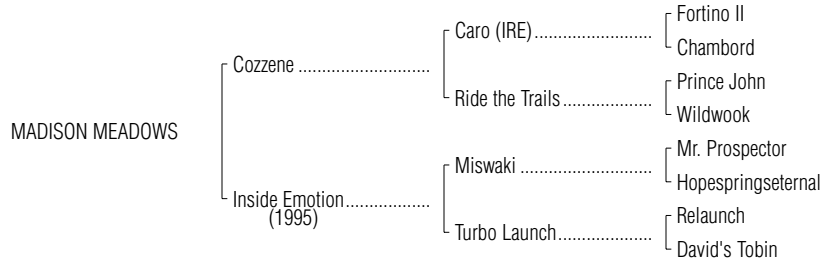 Fortino II
Caro (IRE)
Chambord
Cozzene
Prince John
Ride the Trails
Wildwook
MADISON MEADOWS
Mr. Prospector
Miswaki
Hopespringseternal
Inside Emotion
(1995)
Relaunch
Turbo Launch
David's Tobin